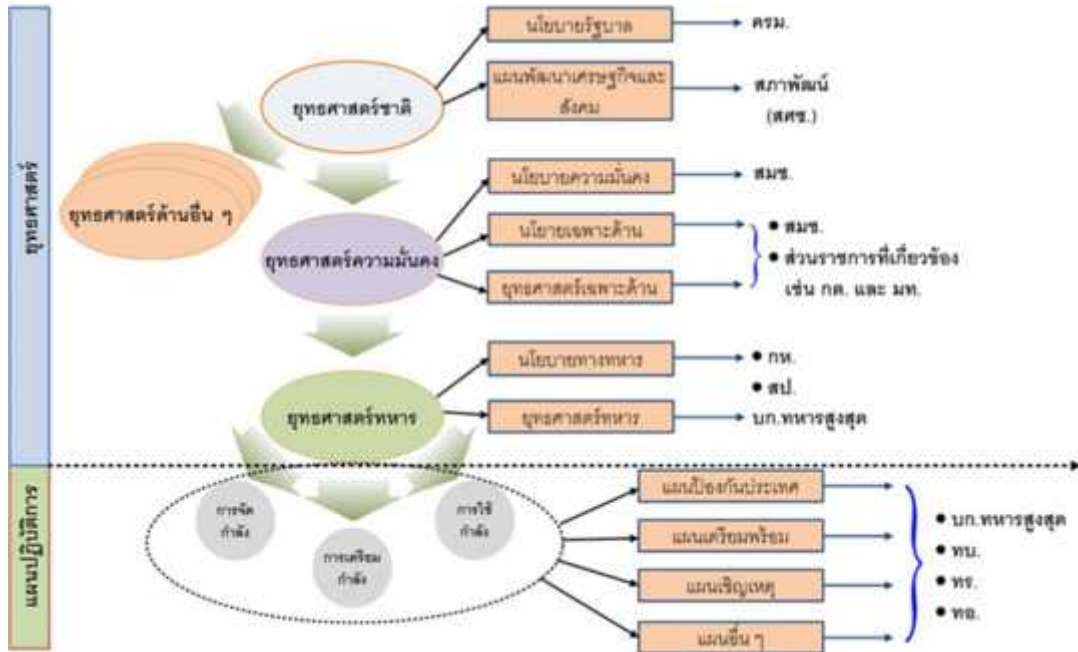 ยุทธศาสตร์
ยุทธศาสตร์ชาติ
นโยบายรัฐบาล
ครม.
แผนพัฒนาเศรษฐกิจและ
สังคม
สภาพัฒน์
(สศช.)
ยุทธศาสตร์ด้านอื่น ๆ
ยุทธศาสตร์ความมั่นคง
นโยบายความมั่นคง
สมช.
นโยายเฉพาะด้าน
ยุทธศาสตร์เฉพาะด้าน
● สมช.
● ส่วนราชการที่เกี่ยวข้อง
เช่น กต. และ มท.
ยุทธศาสตร์ทหาร
นโยบายทางทหาร
● กห.
● สป.
ยุทธศาสตร์ทหาร
บก.ทหารสูงสุด
แผนปฏิบัติการ
การจัด
กำลัง
การเตรียม
กำลัง
การใช้
กำลัง
แผนป้องกันประเทศ
แผนเตรียมพร้อม
แผนเชิญเหตุ
แผนอื่น ๆ
● บก.ทหารสูงสุด
● ทบ.
● ทร.
● ทอ.